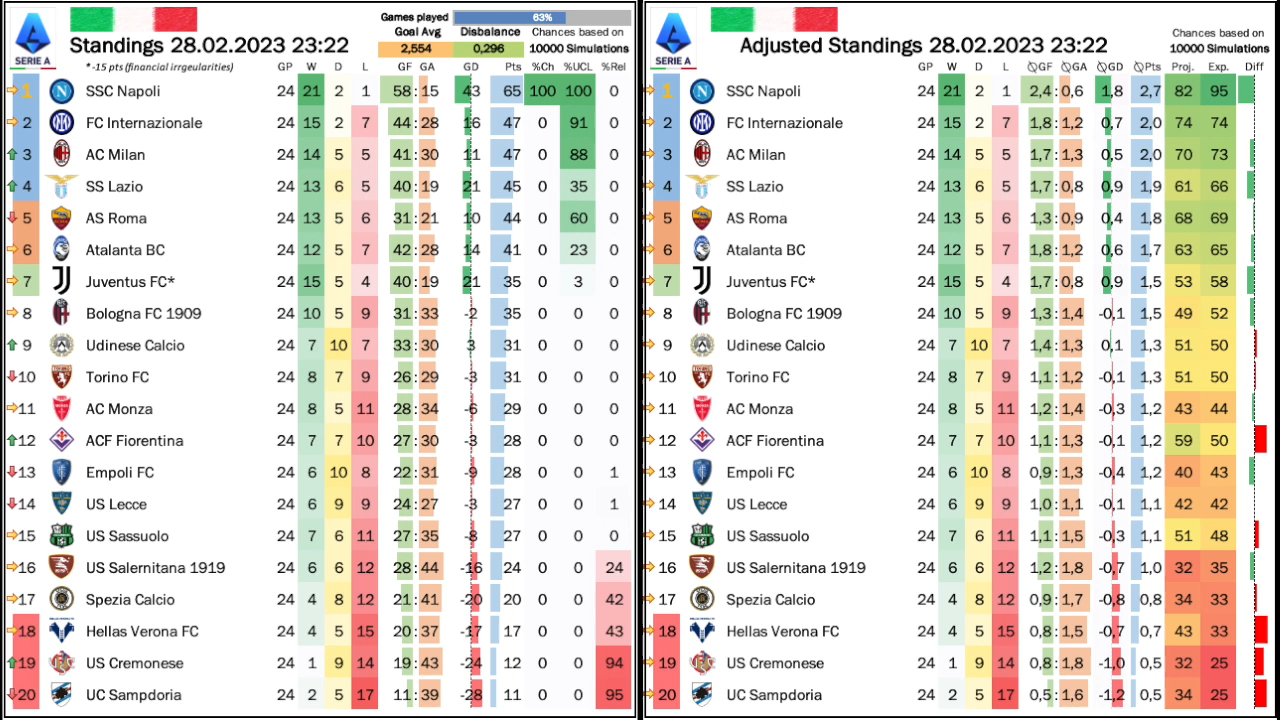 Games played 63%
Goal Avg Disbalance Chances based on
Standings 28.02.2023 23:22 2,554 0,296 10000 Simulations
SERIE A * -15 pts (financial irregeularities) GP W D L GF GA GD Pts %Ch %UCL %Rel
1 SSC Napoli 24 21 2 1 58 : 15 43 65 100 100 0
2 FC Internazionale 24 15 2 7 44 : 28 16 47 0 91 0
3 AC Milan 24 14 5 5 41 : 30 11 47 0 88 0
4 SS Lazio 24 13 6 5 40 : 19 21 45 0 35 0
5 AS Roma 24 13 5 6 31 : 21 10 44 0 60 0
6 Atalanta BC 24 12 5 7 42 : 28 14 41 0 23 0
7 Juventus FC* 24 15 5 4 40 : 19 21 35 0 3 0
8 Bologna FC 1909 24 10 5 9 31 : 33 -2 35 0 0 0
9 Udinese Calcio 24 7 10 7 33 : 30 3 31 0 0 0
10 Torino FC 24 8 7 9 26 : 29 -3 31 0 0 0
11 AC Monza 24 8 5 11 28 : 34 -6 29 0 0 0
12 ACF Fiorentina 24 7 7 10 27 : 30 -3 28 0 0 0
13 Empoli FC 24 6 10 8 22 : 31 -9 28 0 0 1
14 US Lecce 24 6 9 9 24 : 27 -3 27 0 0 1
15 US Sassuolo 24 7 6 11 27 : 35 -8 27 0 0 0
16 US Salernitana 1919 24 6 6 12 28 : 44 -16 24 0 0 24
17 Spezia Calcio 24 4 8 12 21 : 41 -20 20 0 0 42
18 Hellas Verona FC 24 4 5 15 20 : 37 -17 17 0 0 43
19 US Cremonese 24 1 9 14 19 : 43 -24 12 0 0 94
20 UC Sampdoria 24 2 5 17 11 : 39 -28 11 0 0 95
Chances based on
Adjusted Standings 28.02.2023 23:22 10000 Simulations
SERIE A GP W D L ∅GF ∅GA ∅GD ∅Pts Proj. Exp. Diff
1 SSC Napoli 24 21 2 1 2,4 : 0,6 1,8 2,7 82 95
2 FC Internazionale 24 15 2 7 1,8 : 1,2 0,7 2,0 74 74
3 AC Milan 24 14 5 5 1,7 : 1,3 0,5 2,0 70 73
4 SS Lazio 24 13 6 5 1,7 : 0,8 0,9 1,9 61 66
5 AS Roma 24 13 5 6 1,3 : 0,9 0,4 1,8 68 69
6 Atalanta BC 24 12 5 7 1,8 : 1,2 0,6 1,7 63 65
7 Juventus FC* 24 15 5 4 1,7 : 0,8 0,9 1,5 53 58
8 Bologna FC 1909 24 10 5 9 1,3 : 1,4 -0,1 1,5 49 52
9 Udinese Calcio 24 7 10 7 1,4 : 1,3 0,1 1,3 51 50
10 Torino FC 24 8 7 9 1,1 : 1,2 -0,1 1,3 51 50
11 AC Monza 24 8 5 11 1,2 : 1,4 -0,3 1,2 43 44
12 ACF Fiorentina 24 7 7 10 1,1 : 1,3 -0,1 1,2 59 50
13 Empoli FC 24 6 10 8 0,9 : 1,3 -0,4 1,2 40 43
14 US Lecce 24 6 9 9 1,0 : 1,1 -0,1 1,1 42 42
15 US Sassuolo 24 7 6 11 1,1 : 1,5 -0,3 1,1 51 48
16 US Salernitana 1919 24 6 6 12 1,2 : 1,8 -0,7 1,0 32 35
17 Spezia Calcio 24 4 8 12 0,9 : 1,7 -0,8 0,8 34 33
18 Hellas Verona FC 24 4 5 15 0,8 : 1,5 -0,7 0,7 43 33
19 US Cremonese 24 1 9 14 0,8 : 1,8 -1,0 0,5 32 25
20 UC Sampdoria 24 2 5 17 0,5 : 1,6 -1,2 0,5 34 25